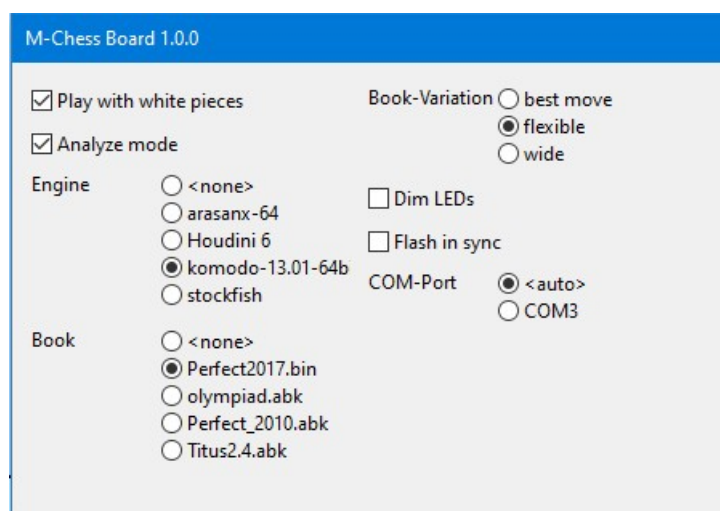 M-Chess Board 1.0.0
Play with white pieces
Analyze mode
Engine
<none>
arasanx-64
Houdini 6
komodo-13.01-64b
stockfish
Book
<none>
Perfect2017.bin
olympiad.abk
Perfect_2010.abk
Titus2.4.abk
Book-Variation
best move
flexible
wide
Dim LEDs
Flash in sync
COM-Port
<auto>
COM3